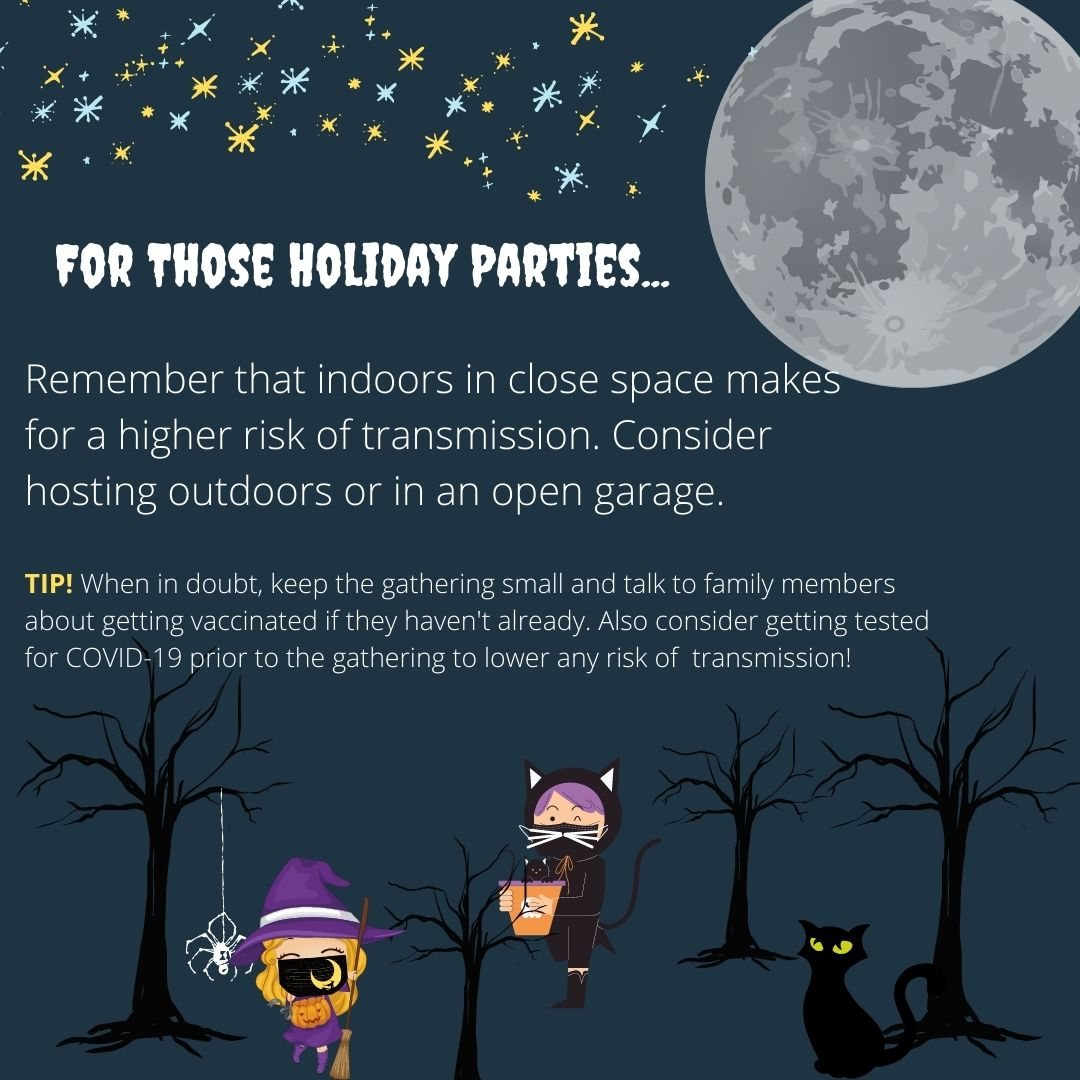 FOR THOSE HOLIDAY PARTIES...
Remember that indoors in close space makes
for a higher risk of transmission. Consider
hosting outdoors or in an open garage.
TIP! When in doubt, keep the gathering small and talk to family members
about getting vaccinated if they haven't already. Also consider getting tested
for COVID-19 prior to the gathering to lower any risk of  transmission!